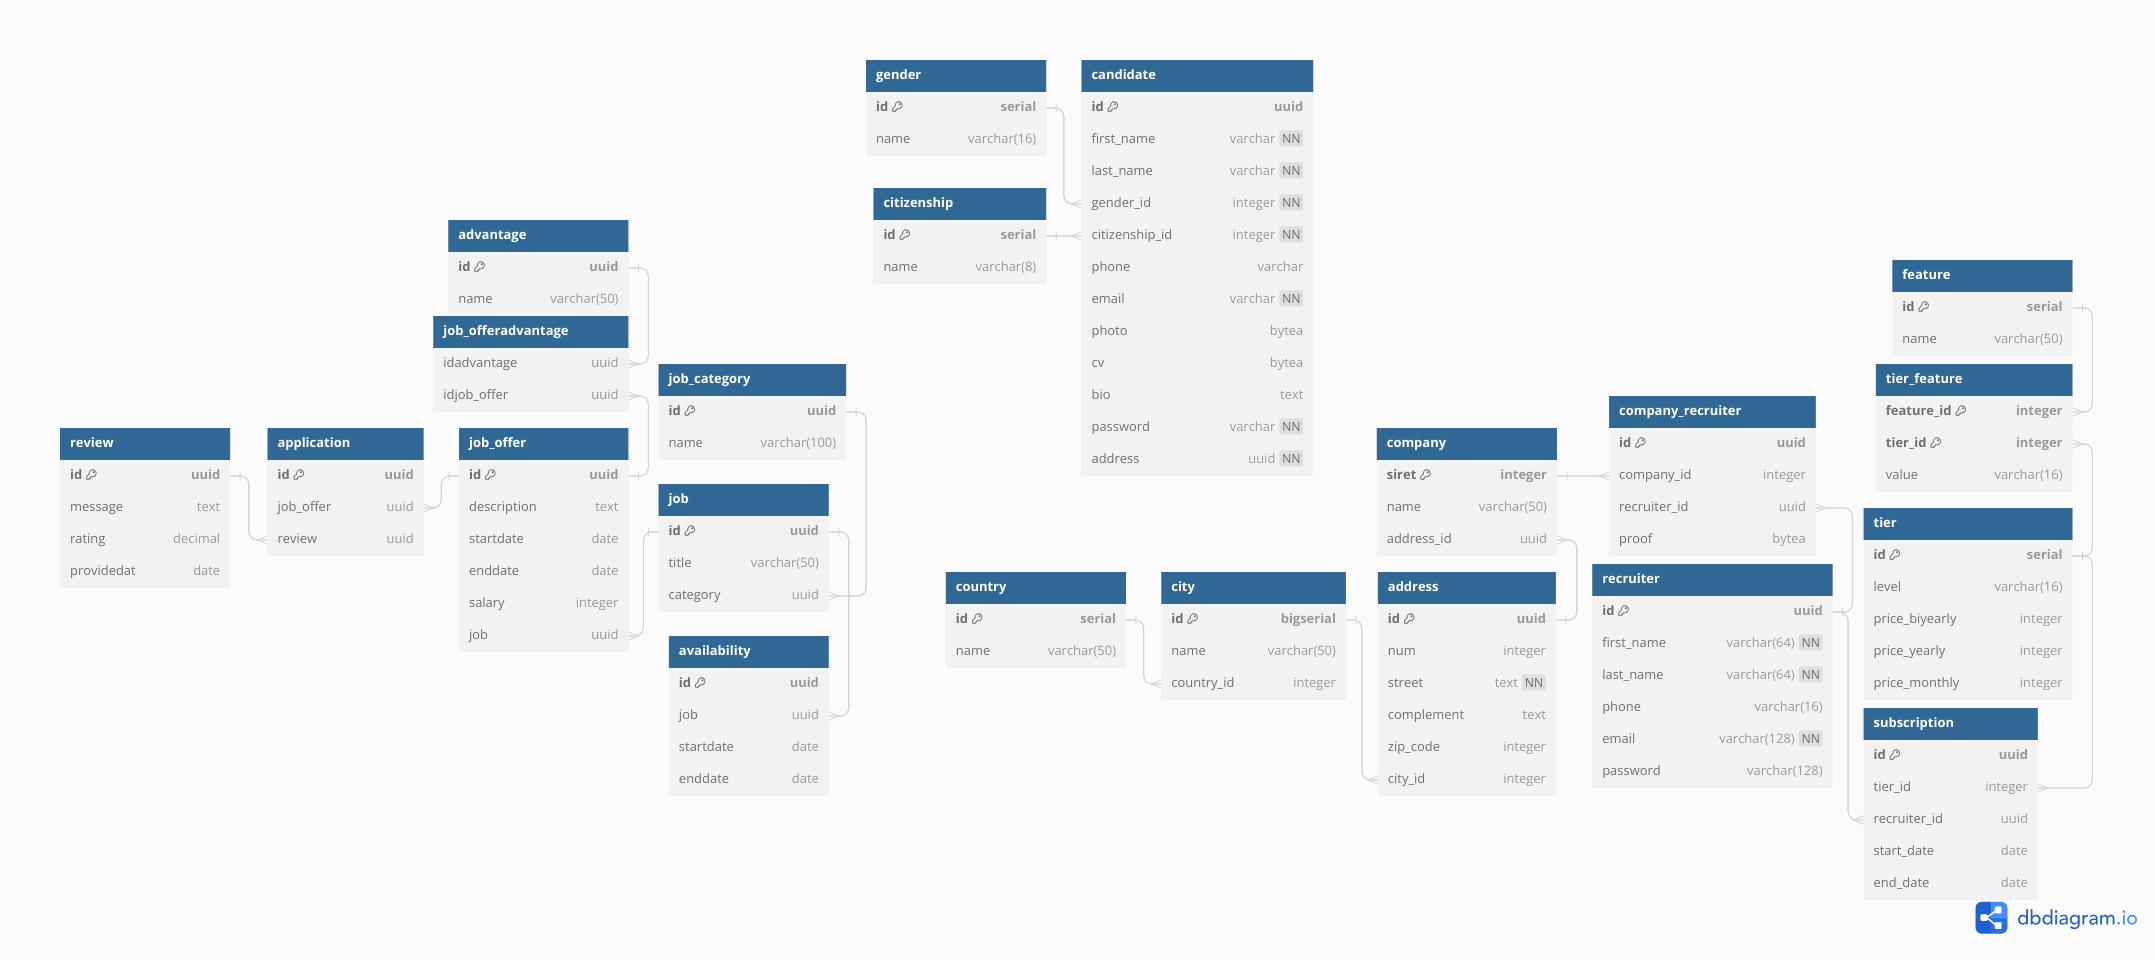 gender
id serial
name varchar(16)
candidate
id uuid
first_name varchar NN
last_name varchar NN
gender_id integer NN
citizenship_id integer NN
phone varchar
email varchar NN
photo bytea
cv bytea
bio text
password varchar NN
address uuid NN
citizenship
id serial
name varchar(8)
advantage
id uuid
name varchar(50)
job_offeradvantage
idadvantage uuid
idjob_offer uuid
job_category
id uuid
name varchar(100)
review
id uuid
message text
rating decimal
providedat date
application
id uuid
job_offer uuid
review uuid
job_offer
id uuid
description text
startdate date
enddate date
salary integer
job uuid
job
id uuid
title varchar(50)
category uuid
availability
id uuid
job uuid
startdate date
enddate date
country
id serial
name varchar(50)
city
id bigserial
name varchar(50)
country_id integer
company
siret integer
name varchar(50)
address_id uuid
address
id uuid
num integer
street text NN
complement text
zip_code integer
city_id integer
company_recruiter
id uuid
company_id integer
recruiter_id uuid
proof bytea
recruiter
id uuid
first_name varchar(64) NN
last_name varchar(64) NN
phone varchar(16)
email varchar(128) NN
password varchar(128)
feature
id serial
name varchar(50)
tier_feature
feature_id integer
tier_id integer
value varchar(16)
tier
id serial
level varchar(16)
price_biyearly integer
price_yearly integer
price_monthly integer
subscription
id uuid
tier_id integer
recruiter_id uuid
start_date date
end_date date
dbdiagram.io